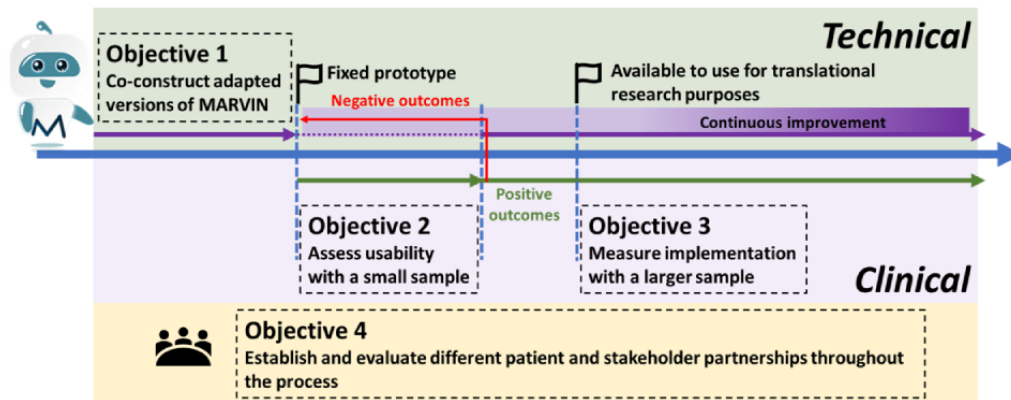 Technical
Objective 1
Co-construct adapted
versions of MARVIN
Fixed prototype
Available to use for translational
research purposes
Negative outcomes
Continuous improvement
M
Positive
outcomes
Objective 2
Assess usability
with a small sample
Objective 3
Measure implementation
with a larger sample
Clinical
Objective 4
Establish and evaluate different patient and stakeholder partnerships throughout
the process